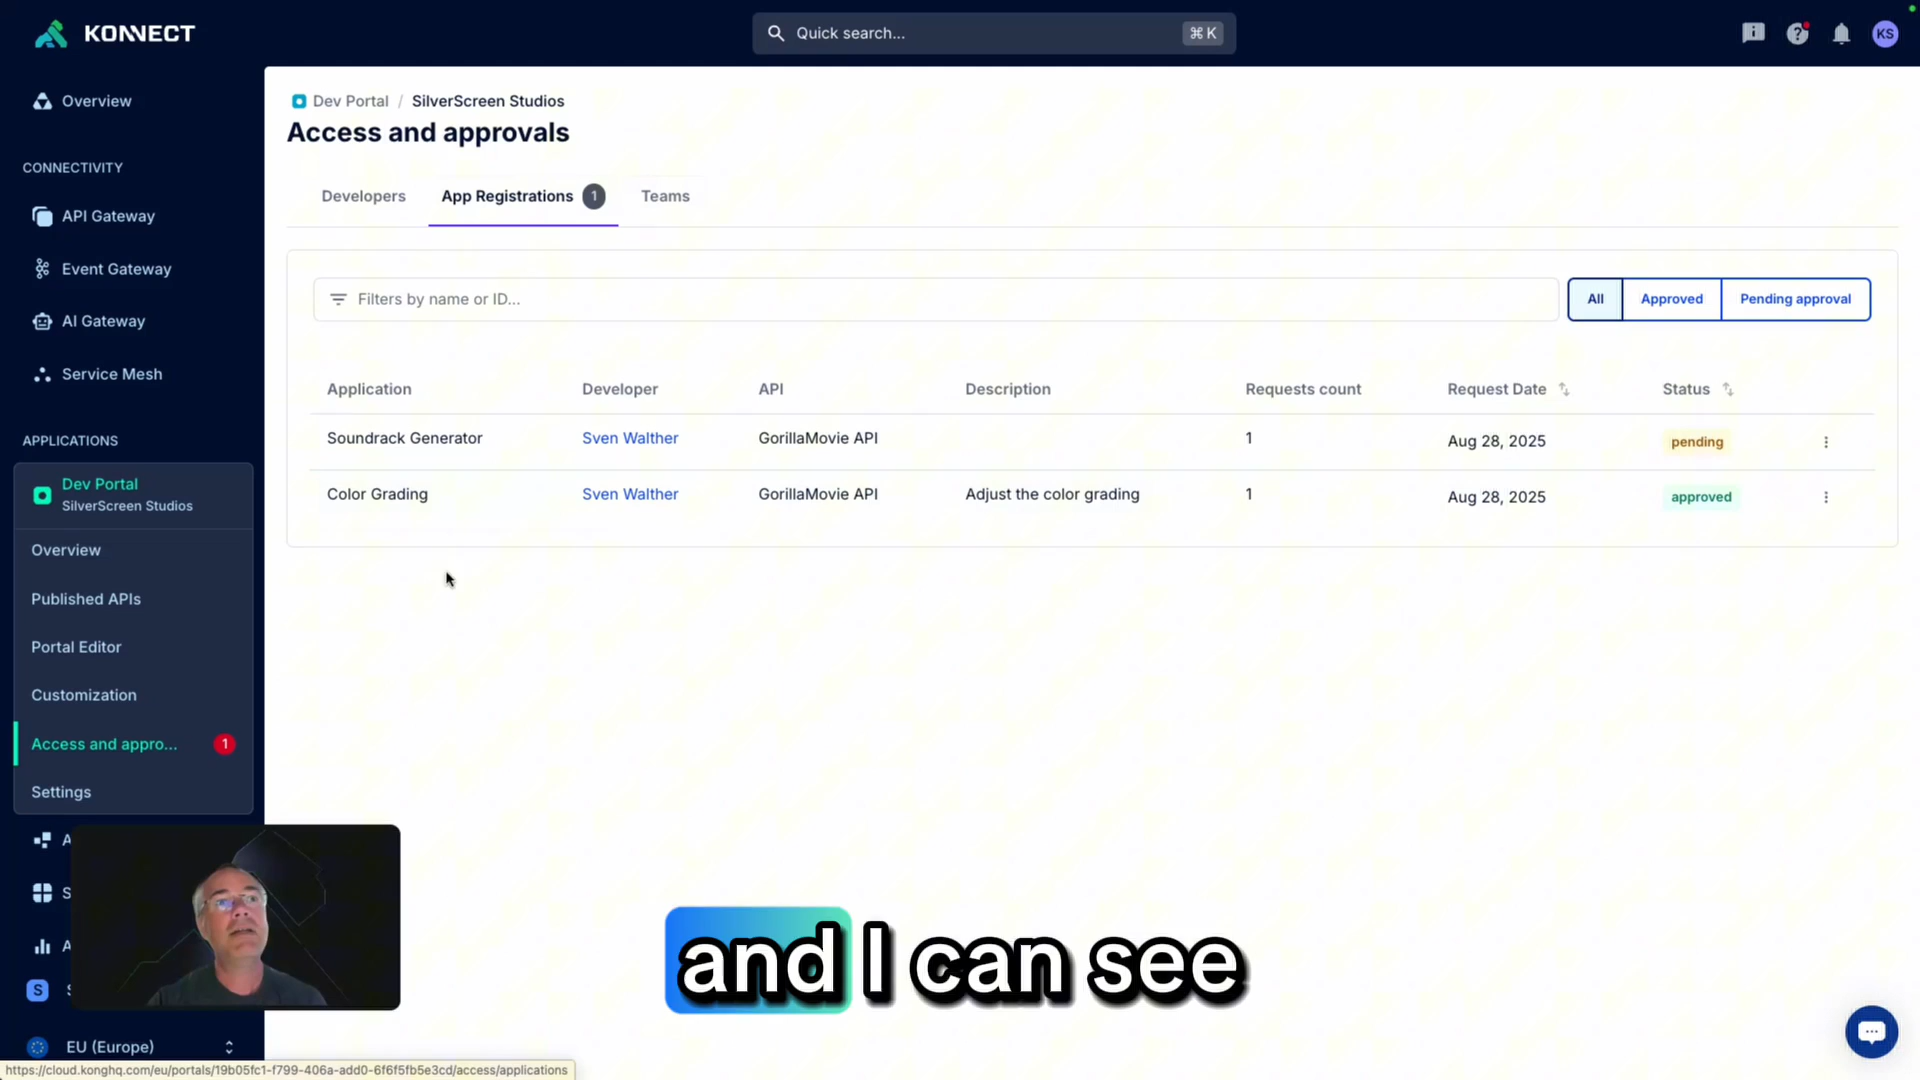 KONNECT
Quick search...
⌘ K
KS
Overview
CONNECTIVITY
API Gateway
Event Gateway
AI Gateway
Service Mesh
APPLICATIONS
Dev Portal
SilverScreen Studios
Overview
Published APIs
Portal Editor
Customization
Access and appro... 1
Settings
A
S
A
S
EU (Europe)
Dev Portal / SilverScreen Studios
Access and approvals
Developers App Registrations 1 Teams
Filters by name or ID...
All Approved Pending approval
Application Developer API Description Requests count Request Date Status
Soundrack Generator Sven Walther GorillaMovie API 1 Aug 28, 2025 pending
Color Grading Sven Walther GorillaMovie API Adjust the color grading 1 Aug 28, 2025 approved
and I can see
https://cloud.konghq.com/eu/portals/19b05fc1-f799-406a-add0-6f6f5fb5e3cd/access/applications